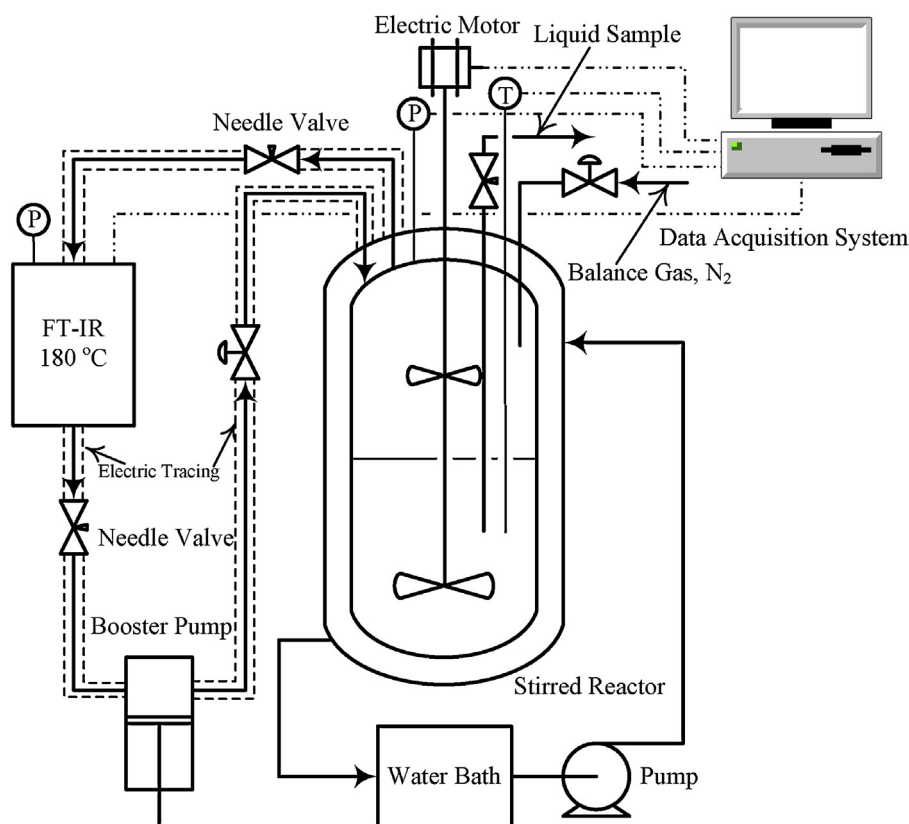 Electric Motor
Liquid Sample
P
T
Needle Valve
P
Data Acquisition System
Balance Gas, N₂
FT-IR
180 °C
Electric Tracing
Needle Valve
Booster Pump
Stirred Reactor
Water Bath
Pump